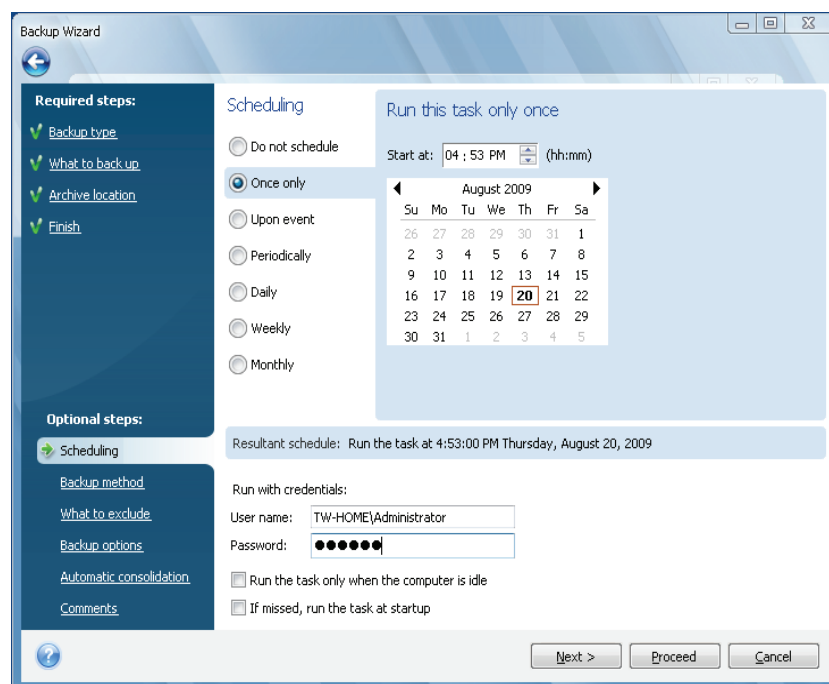 Backup Wizard
Required steps:
Backup type
What to back up
Archive location
Finish
Optional steps:
Scheduling
Backup method
What to exclude
Backup options
Automatic consolidation
Comments
Scheduling
Do not schedule
Once only
Upon event
Periodically
Daily
Weekly
Monthly
Run this task only once
Start at: 04 : 53 PM (hh:mm)
August 2009
Su Mo Tu We Th Fr Sa
26 27 28 29 30 31 1
2 3 4 5 6 7 8
9 10 11 12 13 14 15
16 17 18 19 20 21 22
23 24 25 26 27 28 29
30 31 1 2 3 4 5
Resultant schedule: Run the task at 4:53:00 PM Thursday, August 20, 2009
Run with credentials:
User name: TW-HOME\Administrator
Password: ●●●●●●
Run the task only when the computer is idle
If missed, run the task at startup
Next >
Proceed
Cancel